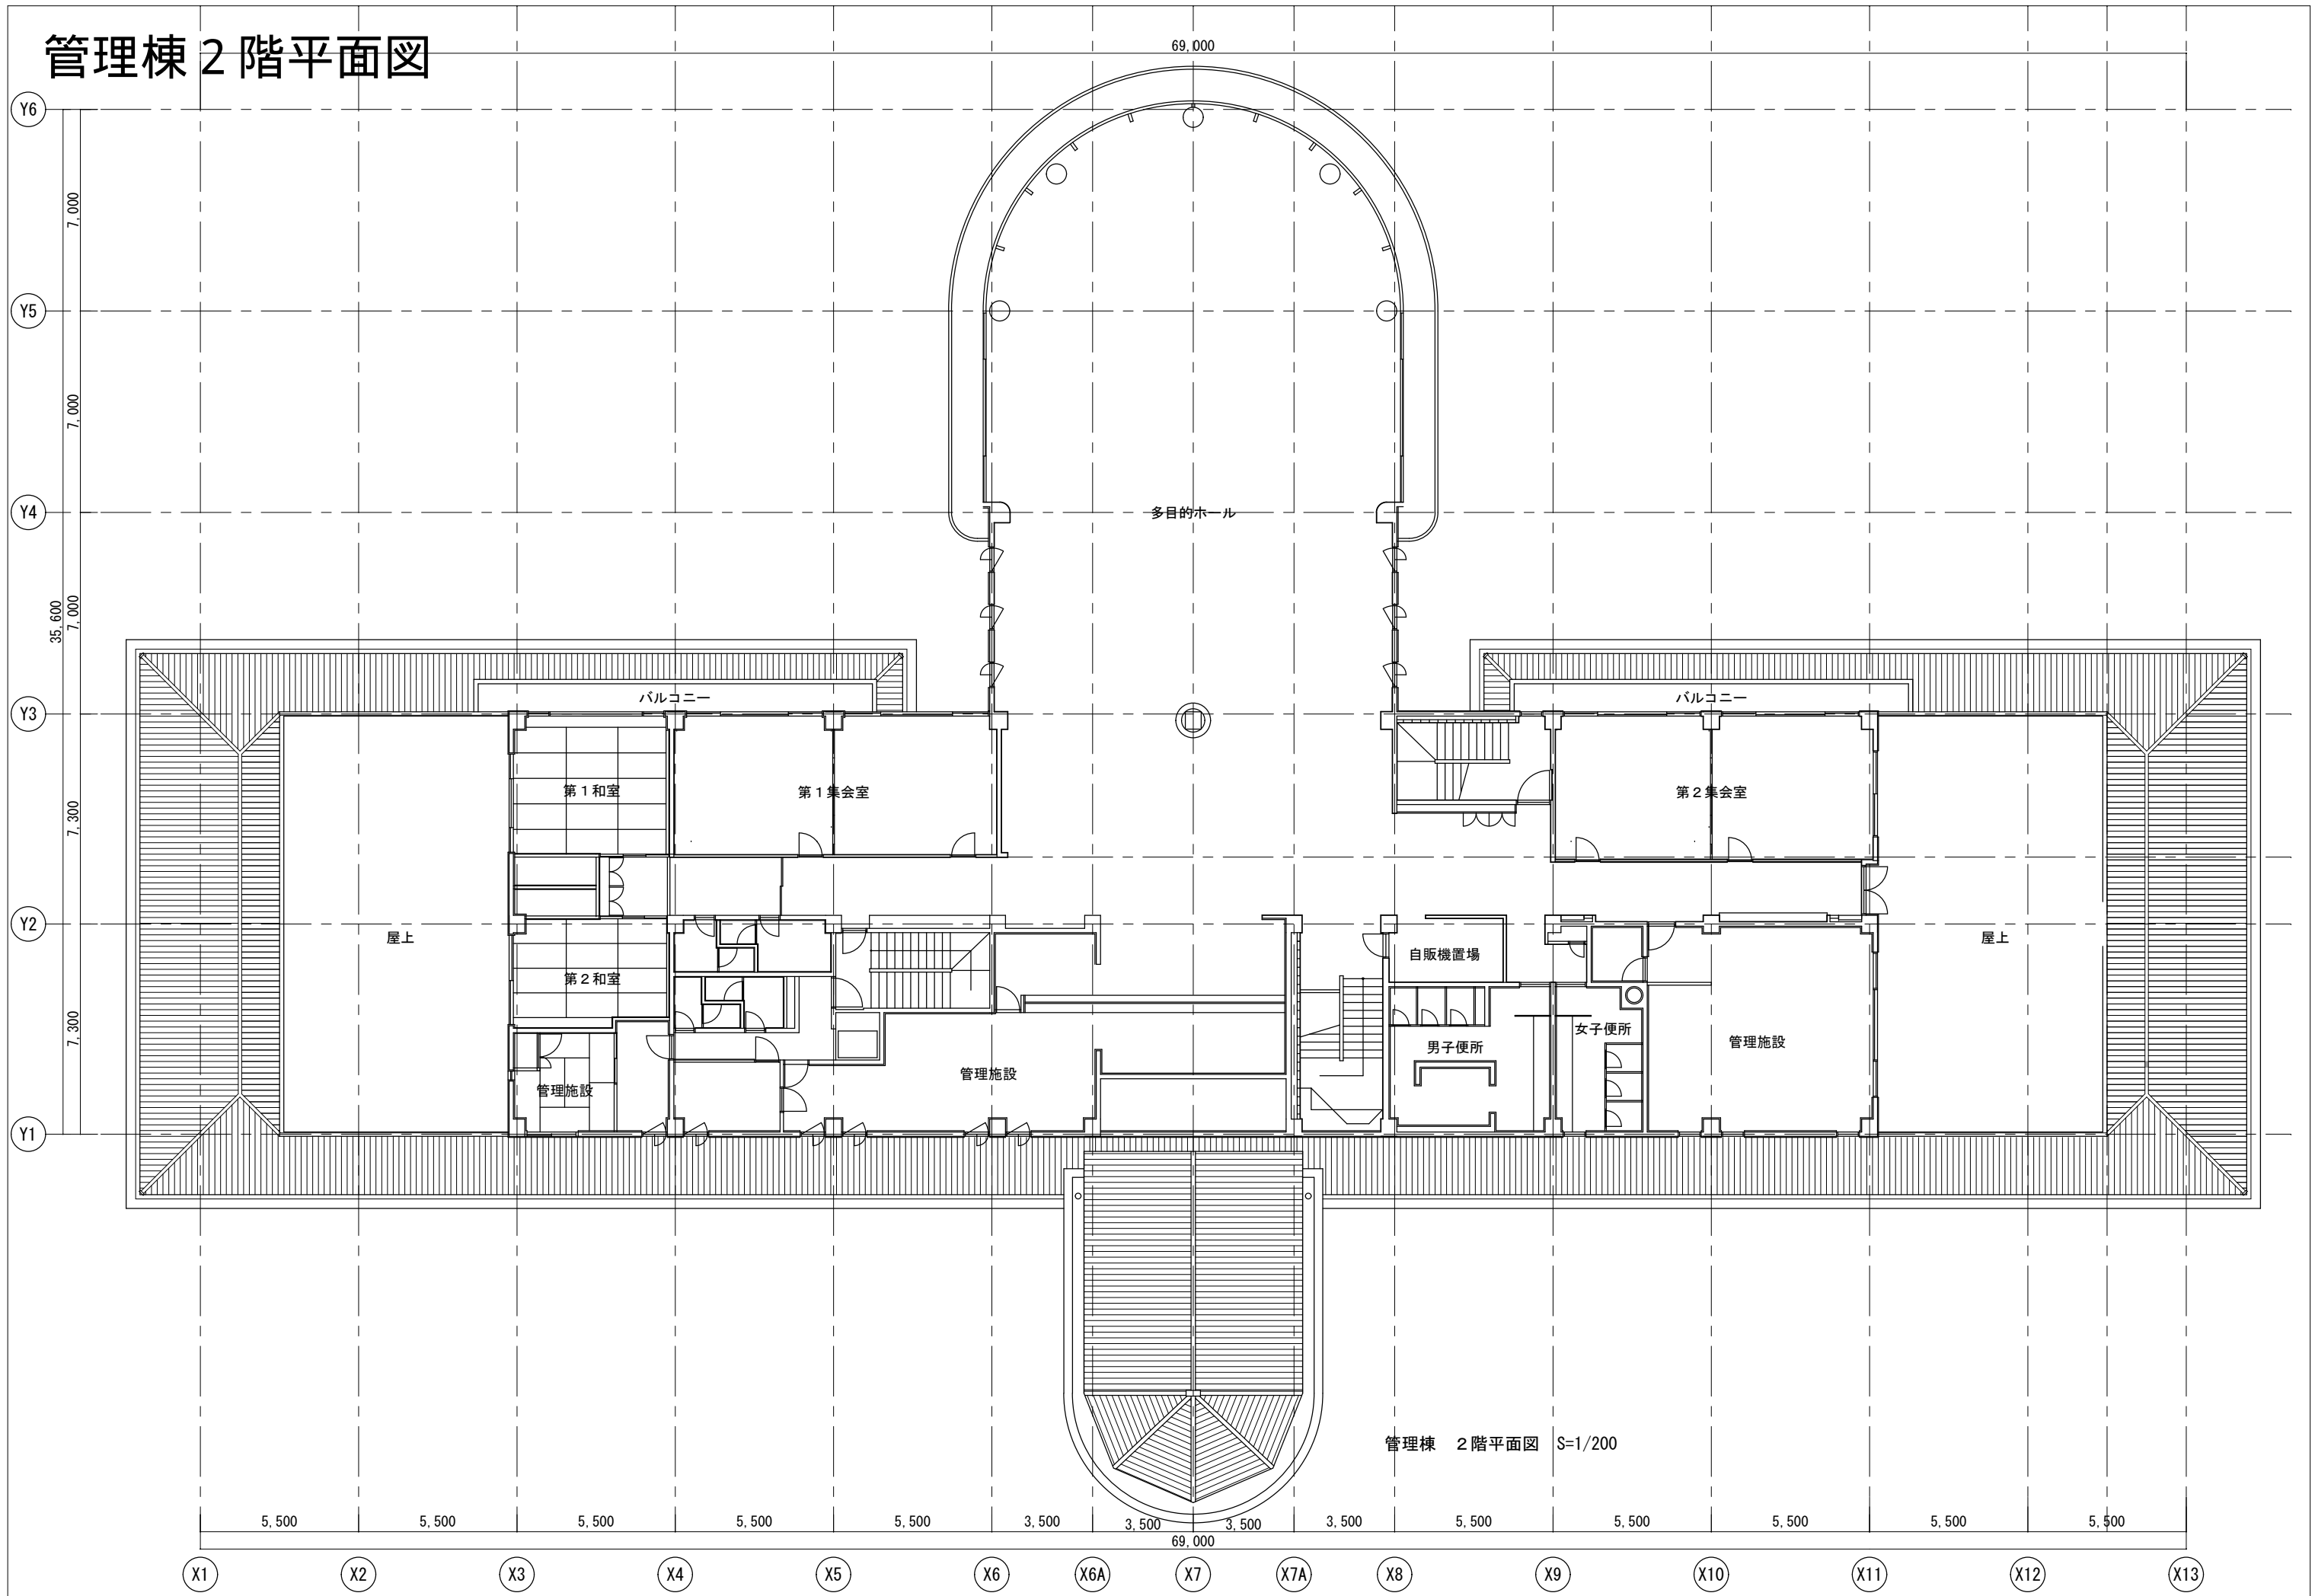 管理棟２階平面図
69,000
Y6
7,000
Y5
7,000
Y4
多目的ホール
35,600
7,000
バルコニー
バルコニー
Y3
第１和室
第１集会室
第２集会室
7,300
Y2
屋上
自販機置場
屋上
第２和室
7,300
女子便所
男子便所
管理施設
管理施設
管理施設
Y1
管理棟　２階平面図　S=1/200
5,500
5,500
5,500
5,500
5,500
3,500
3,500
3,500
3,500
5,500
5,500
5,500
5,500
5,500
69,000
X1
X2
X3
X4
X5
X6
X6A
X7
X7A
X8
X9
X10
X11
X12
X13